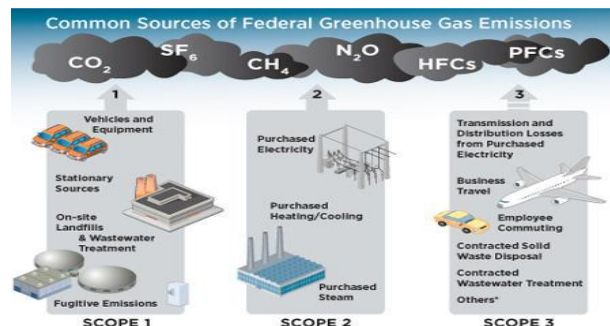 Common Sources of Federal Greenhouse Gas Emissions
CO2
SF6
CH4
N2O
HFCs
PFCs
1
Vehicles and
Equipment
Stationary
Sources
On-site
Landfills
& Wastewater
Treatment
Fugitive Emissions
SCOPE 1
2
Purchased
Electricity
Purchased
Heating/Cooling
Purchased
Steam
SCOPE 2
3
Transmission and
Distribution Losses
from Purchased
Electricity
Business
Travel
Employee
Commuting
Contracted Solid
Waste Disposal
Contracted
Wastewater Treatment
Others*
SCOPE 3